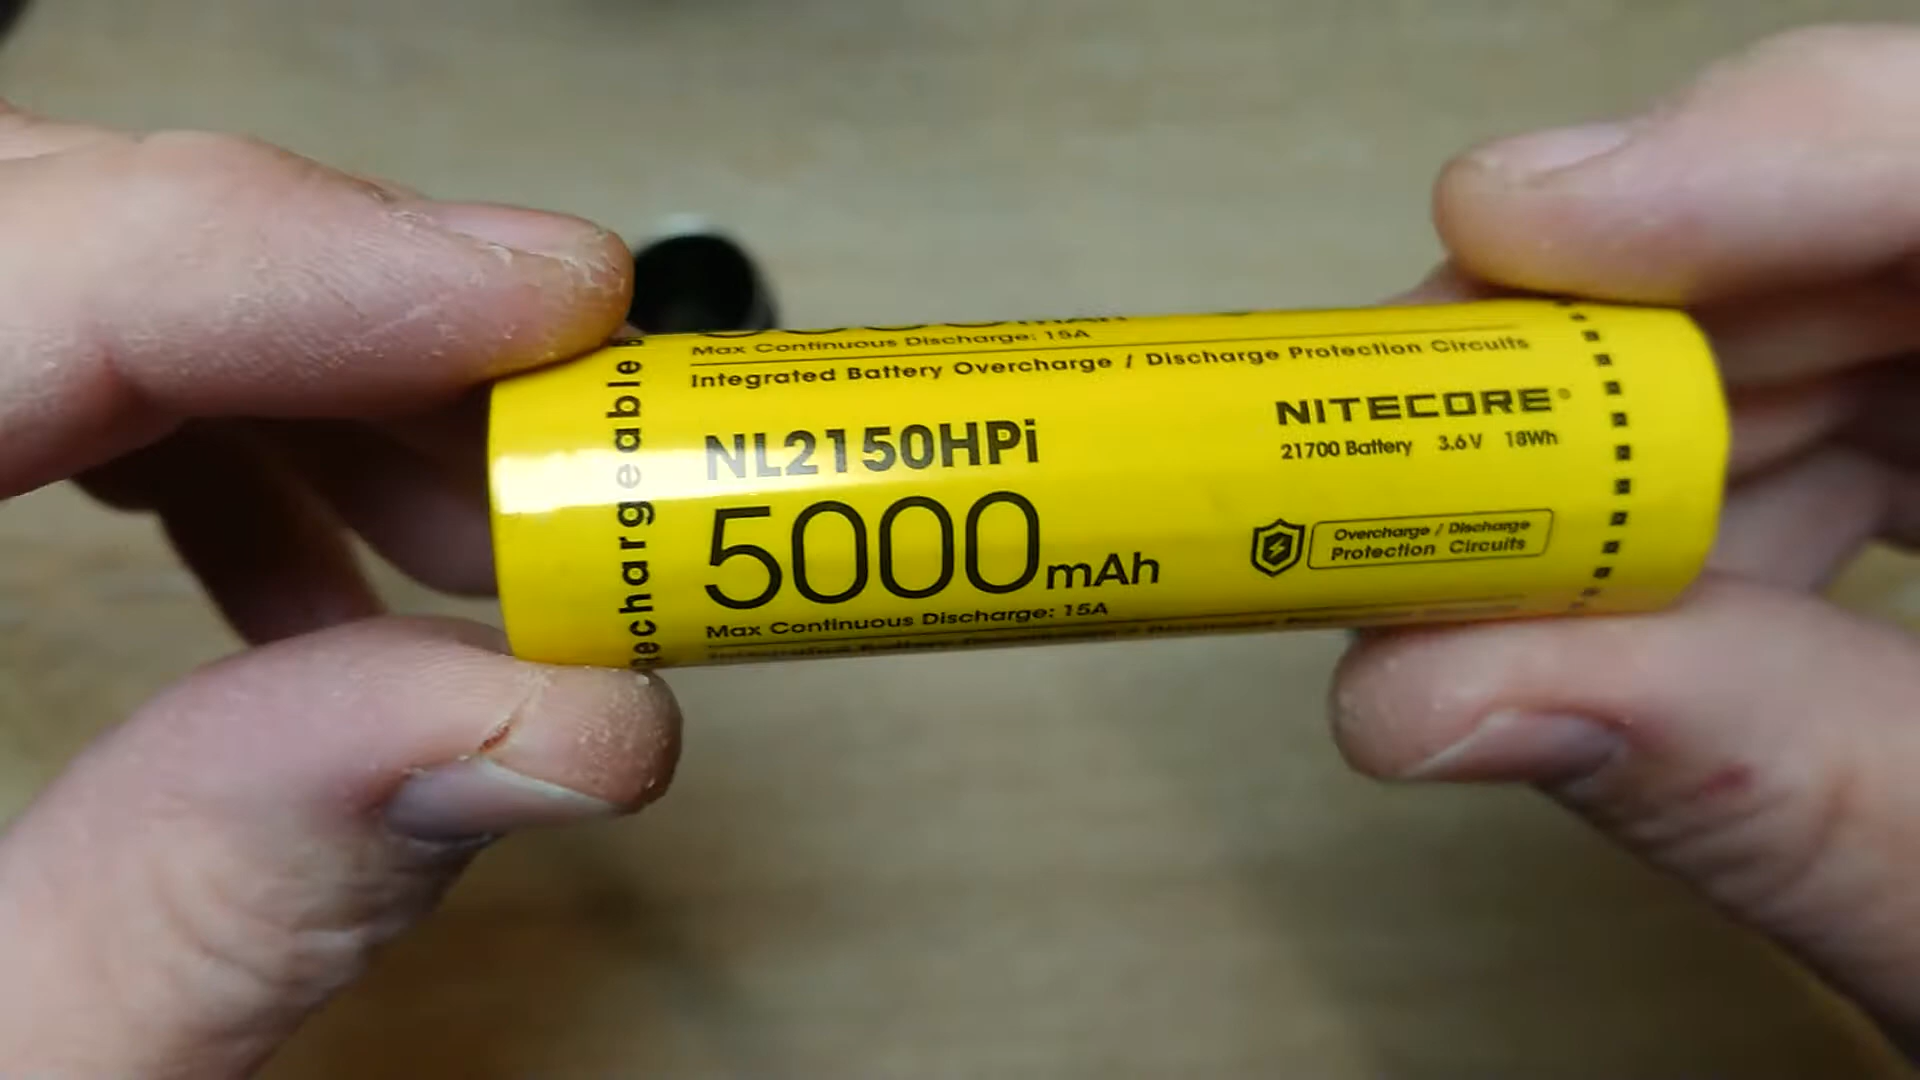 Max Continuous Discharge: 15A
Integrated Battery Overcharge / Discharge Protection Circuits
Rechargeable
NL2150HPi
5000mAh
Max Continuous Discharge: 15A
NITECORE®
21700 Battery 3.6V 18Wh
Overcharge / Discharge
Protection Circuits